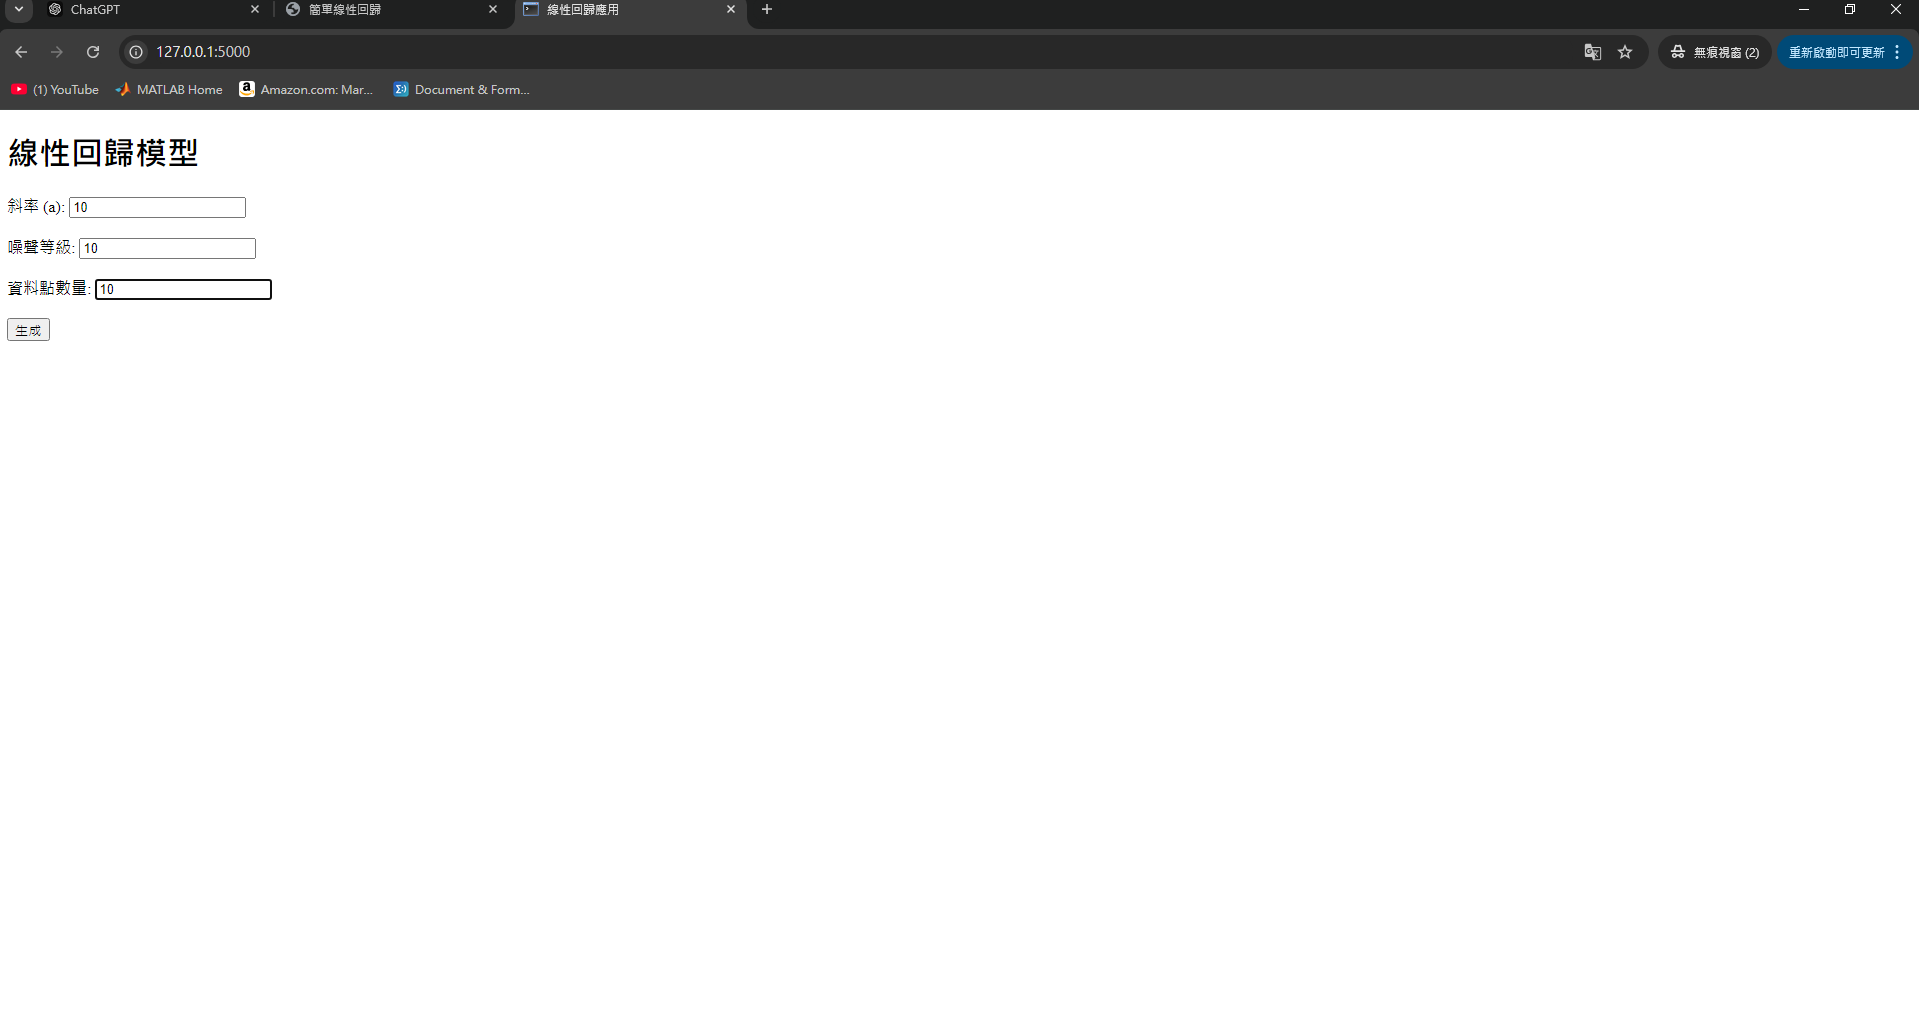 ChatGPT
簡單線性回歸
線性回歸應用
127.0.0.1:5000
無痕視窗 (2)
重新啟動即可更新
(1) YouTube
MATLAB Home
Amazon.com: Mar...
Document & Form...
線性回歸模型
斜率 (a): 10
噪聲等級: 10
資料點數量: 10
生成